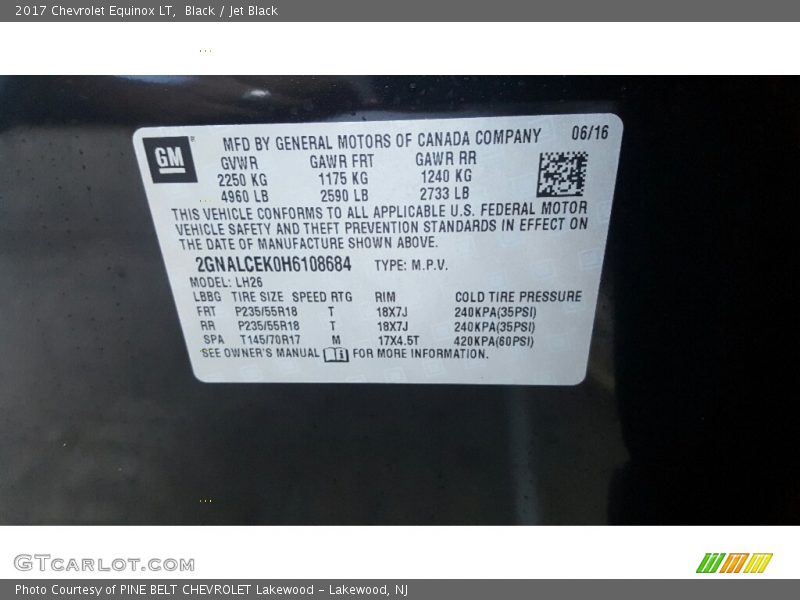 2017 Chevrolet Equinox LT,  Black / Jet Black
GM
MFD BY GENERAL MOTORS OF CANADA COMPANY 06/16
GVWR GAWR FRT GAWR RR
2250 KG 1175 KG 1240 KG
4960 LB 2590 LB 2733 LB
THIS VEHICLE CONFORMS TO ALL APPLICABLE U.S. FEDERAL MOTOR
VEHICLE SAFETY AND THEFT PREVENTION STANDARDS IN EFFECT ON
THE DATE OF MANUFACTURE SHOWN ABOVE.
2GNALCEK0H6108684 TYPE: M.P.V.
MODEL: LH26
LBBG TIRE SIZE SPEED RTG RIM COLD TIRE PRESSURE
FRT P235/55R18 T 18X7J 240KPA(35PSI)
RR P235/55R18 T 18X7J 240KPA(35PSI)
SPA T145/70R17 M 17X4.5T 420KPA(60PSI)
SEE OWNER'S MANUAL FOR MORE INFORMATION.
GTCARLOT.COM
Photo Courtesy of PINE BELT CHEVROLET Lakewood - Lakewood, NJ